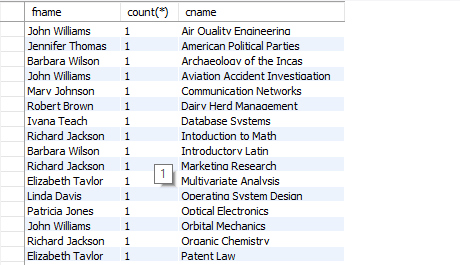 fname count(*) cname
John Williams 1 Air Quality Engineering
Jennifer Thomas 1 American Political Parties
Barbara Wilson 1 Archaeology of the Incas
John Williams 1 Aviation Accident Investigation
Mary Johnson 1 Communication Networks
Robert Brown 1 Dairy Herd Management
Ivana Teach 1 Database Systems
Richard Jackson 1 Intoduction to Math
Barbara Wilson 1 Introductory Latin
Richard Jackson 1 Marketing Research
Elizabeth Taylor 1 Multivariate Analysis
Linda Davis 1 Operating System Design
Patricia Jones 1 Optical Electronics
John Williams 1 Orbital Mechanics
Richard Jackson 1 Organic Chemistry
Elizabeth Taylor 1 Patent Law
1